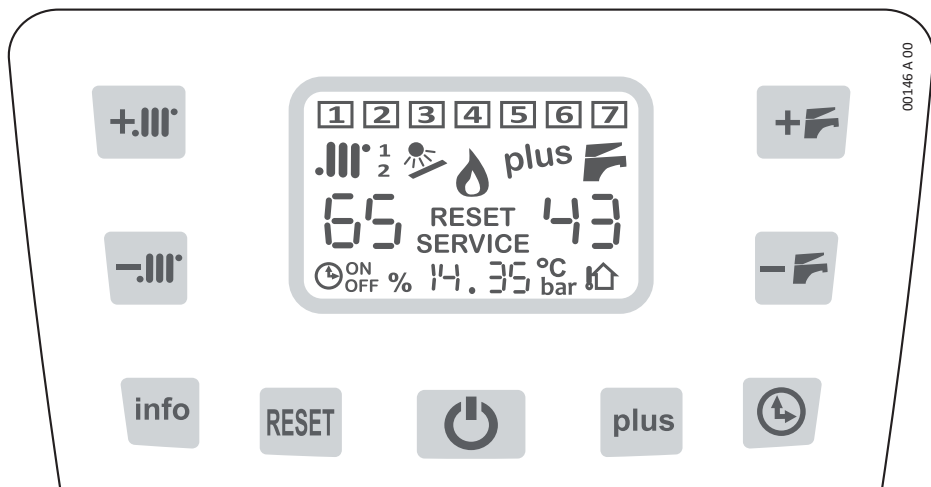 00146 A 00
1 2 3 4 5 6 7
1
2
plus
65 RESET 43
SERVICE
ON
OFF % 14.35 °C
bar
+
+
-
-
info
RESET
plus